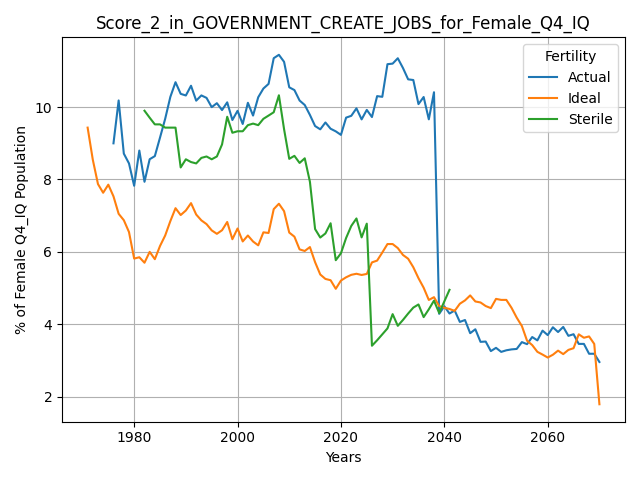 Score_2_in_GOVERNMENT_CREATE_JOBS_for_Female_Q4_IQ
Fertility
Actual
Ideal
Sterile
% of Female Q4_IQ Population
10
8
6
4
2
1980
2000
2020
2040
2060
Years